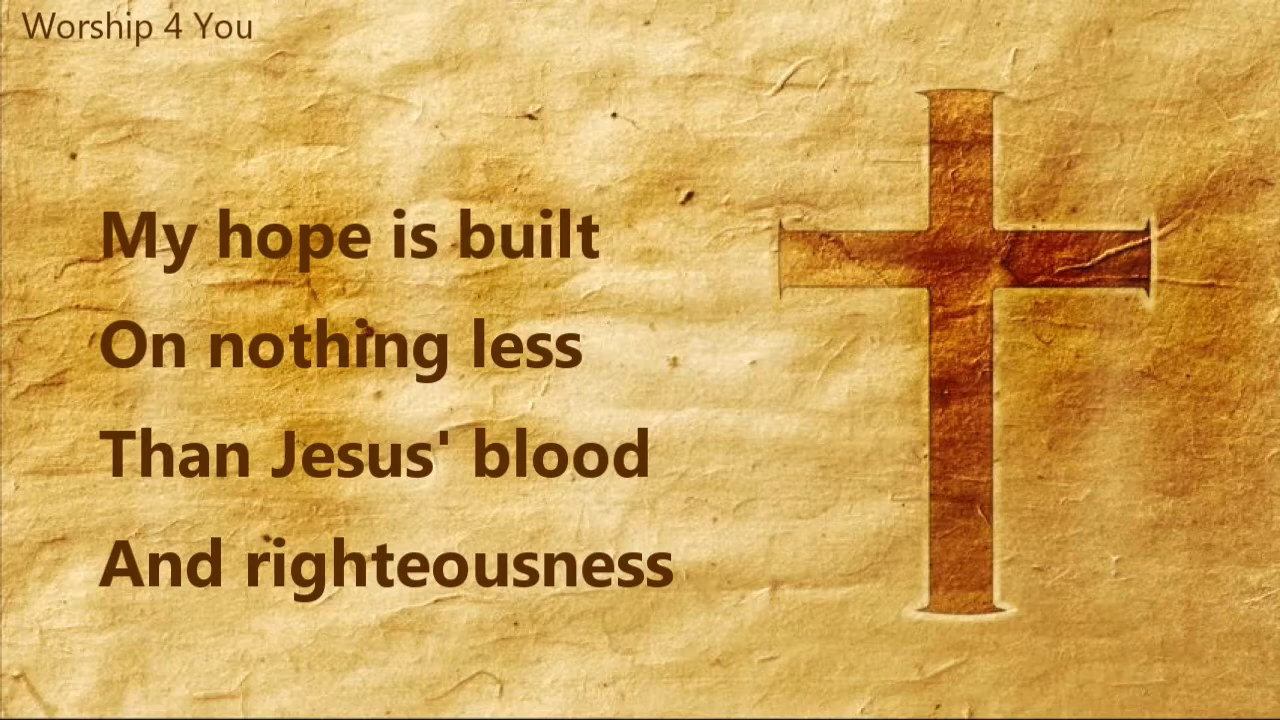 Worship 4 You
My hope is built
On nothing less
Than Jesus' blood
And righteousness